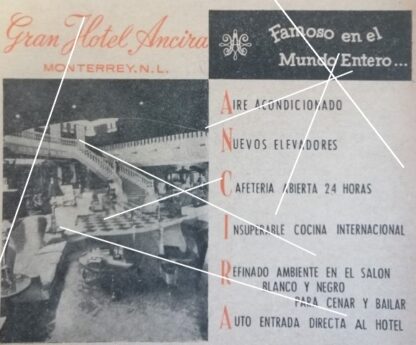 Gran Hotel Ancira
MONTERREY, N.L.
Famoso en el
Mundo Entero...
AIRE ACONDICIONADO
NUEVOS ELEVADORES
CAFETERIA ABIERTA 24 HORAS
INSUPERABLE COCINA INTERNACIONAL
REFINADO AMBIENTE EN EL SALON
BLANCO Y NEGRO
PARA CENAR Y BAILAR
AUTO ENTRADA DIRECTA AL HOTEL